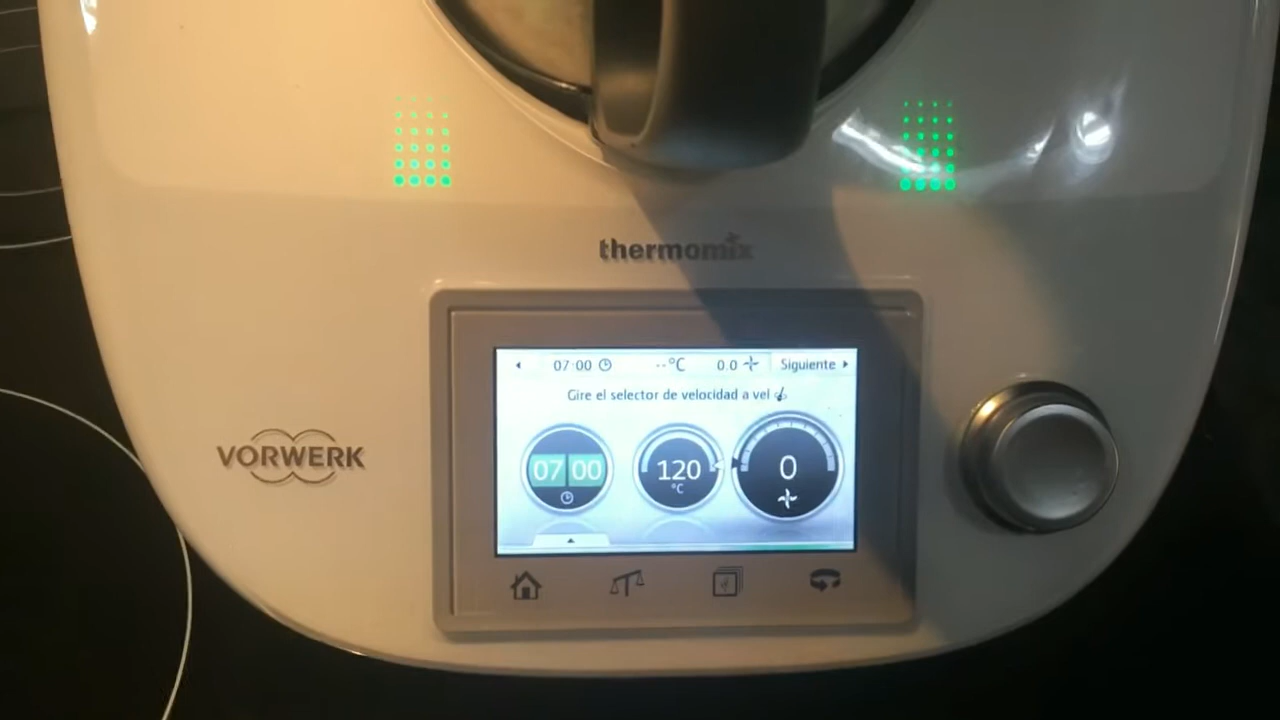 thermomix
07:00 --°C 0.0 Siguiente
Gire el selector de velocidad a vel
07 00 120 °C 0
VORWERK